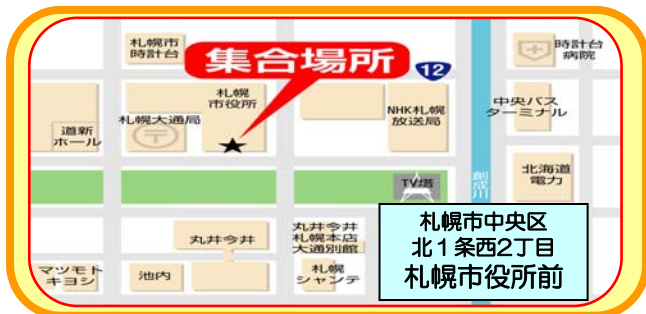 札幌市
時計台
集合場所
12
時計台
病院
札幌
市役所
札幌大通局
〒
★
道新
ホール
NHK札幌
放送局
中央バス
ターミナル
TV塔
創成川
北海道
電力
丸井今井
丸井今井
札幌本店
大通別館
マツモト
キヨシ
池内
札幌
シャンテ
札幌市中央区
北1条西2丁目
札幌市役所前